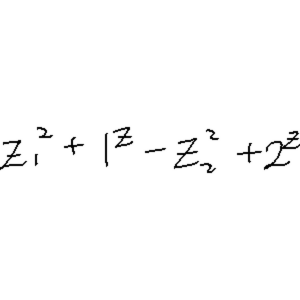 z₁² + 1ᶻ − z₂² + 2ᶻ